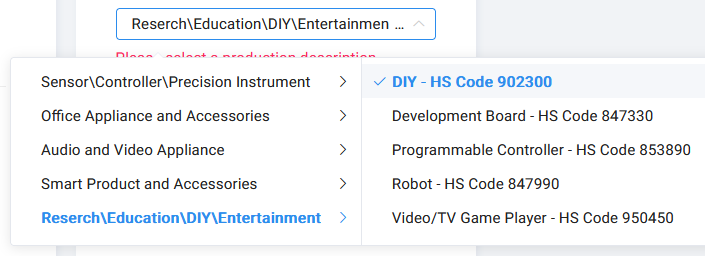 Reserch\Education\DIY\Entertainmen ...
select a production description
Sensor\Controller\Precision Instrument
Office Appliance and Accessories
Audio and Video Appliance
Smart Product and Accessories
Reserch\Education\DIY\Entertainment
DIY - HS Code 902300
Development Board - HS Code 847330
Programmable Controller - HS Code 853890
Robot - HS Code 847990
Video/TV Game Player - HS Code 950450